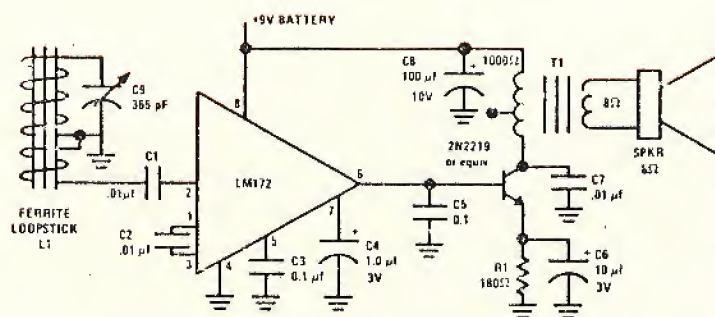 +9V BATTERY
C9
365 pF
C1
.01µf
FERRITE
LOOPSTICK
L1
C2
.01 µf
2
1
3
8
LM172
4
5
6
7
C3
0.1 µf
C4
1.0 µf
3V
C5
0.1
C8
100 µf
10V
1000Ω
T1
8Ω
SPKR
2N2219
or equiv
C7
.01 µf
R1
180Ω
C6
10 µf
3V
+
+
+